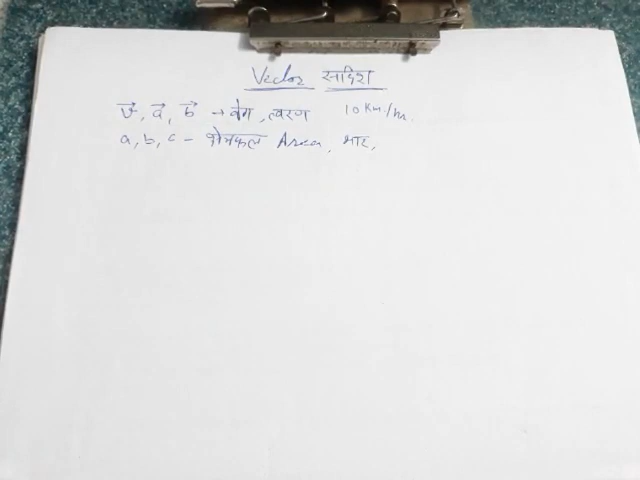 Vector सदिश
v⃗, a⃗, b⃗ → वेग, त्वरण 10 Km./hr.
a, b, c – क्षेत्रफल Area, भार,